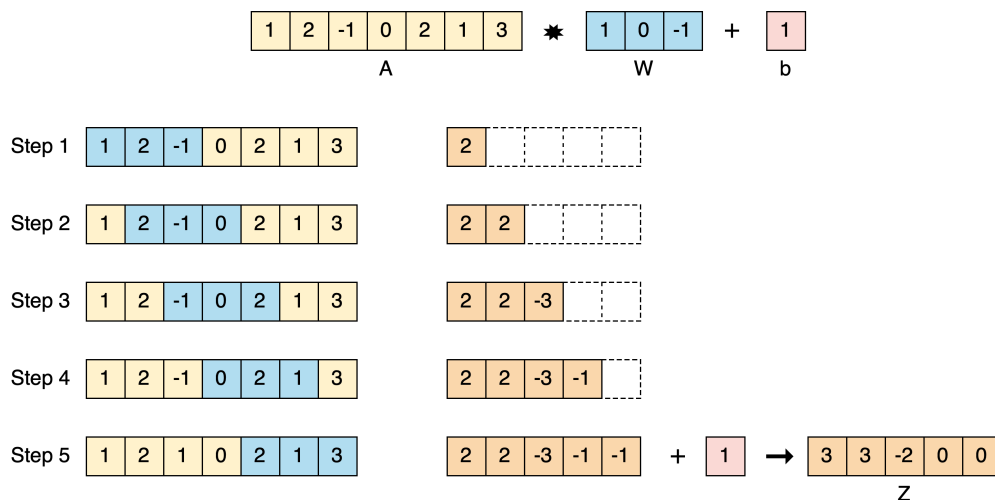 1 2 -1 0 2 1 3 ✸ 1 0 -1 + 1
A W b
Step 1 1 2 -1 0 2 1 3 2
Step 2 1 2 -1 0 2 1 3 2 2
Step 3 1 2 -1 0 2 1 3 2 2 -3
Step 4 1 2 -1 0 2 1 3 2 2 -3 -1
Step 5 1 2 1 0 2 1 3 2 2 -3 -1 -1 + 1 → 3 3 -2 0 0
Z